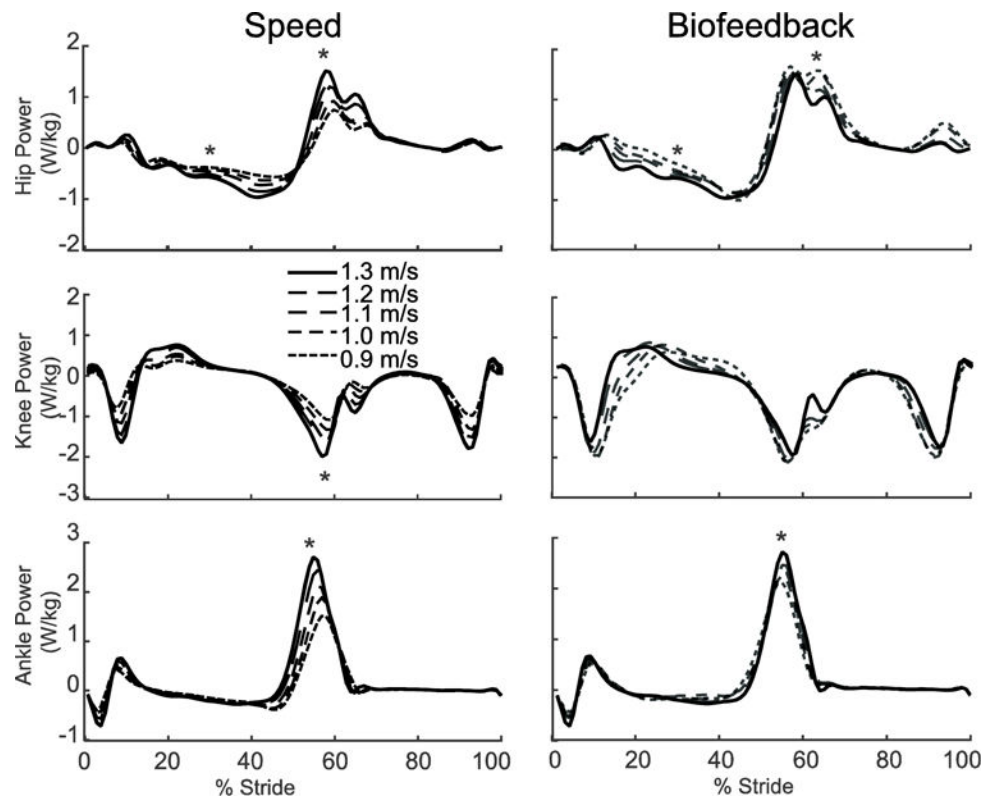 Speed
Biofeedback
Hip Power
(W/kg)
2
1
0
-1
-2
*
*
*
*
Knee Power
(W/kg)
2
1
0
-1
-2
-3
1.3 m/s
1.2 m/s
1.1 m/s
1.0 m/s
0.9 m/s
*
Ankle Power
(W/kg)
3
2
1
0
-1
*
*
0 20 40 60 80 100
0 20 40 60 80 100
% Stride
% Stride